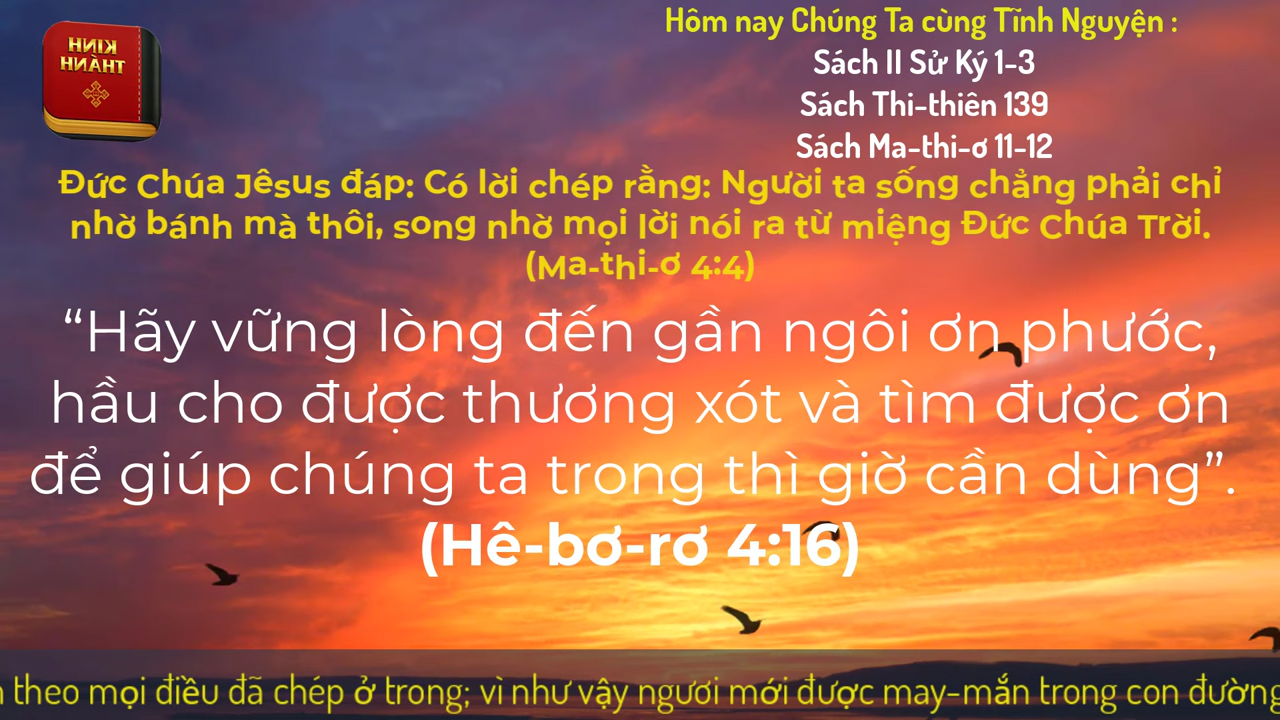 KINH
THÁNH
Hôm nay Chúng Ta cùng Tĩnh Nguyện :
Sách II Sử Ký 1-3
Sách Thi-thiên 139
Sách Ma-thi-ơ 11-12
Đức Chúa Jêsus đáp: Có lời chép rằng: Người ta sống chẳng phải chỉ
nhờ bánh mà thôi, song nhờ mọi lời nói ra từ miệng Đức Chúa Trời.
(Ma-thi-ơ 4:4)
“Hãy vững lòng đến gần ngôi ơn phước,
hầu cho được thương xót và tìm được ơn
để giúp chúng ta trong thì giờ cần dùng”.
(Hê-bơ-rơ 4:16)
theo mọi điều đã chép ở trong; vì như vậy ngươi mới được may-mắn trong con đường